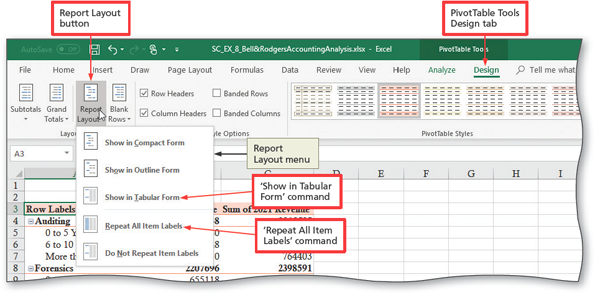 Report Layout
button
PivotTable Tools
Design tab
AutoSave Off
SC_EX_8_Bell&RodgersAccountingAnalysis.xlsx - Excel
PivotTable Tools
File Home Insert Draw Page Layout Formulas Data Review View Help Analyze Design Tell me what
Subtotals
Grand
Totals
Report
Layout
Blank
Rows
Row Headers
Banded Rows
Column Headers
Banded Columns
Style Options
PivotTable Styles
A3
Show in Compact Form
Show in Outline Form
Show in Tabular Form
Repeat All Item Labels
Do Not Repeat Item Labels
Report
Layout menu
'Show in Tabular
Form' command
'Repeat All Item
Labels' command
D E F G H I J K
1
2
3 Row Labels Sum of 2021 Revenue
4 Auditing
5 0 to 5
6 6 to 10
7 More 764403
8 Forensics 2207696 2398591
655118